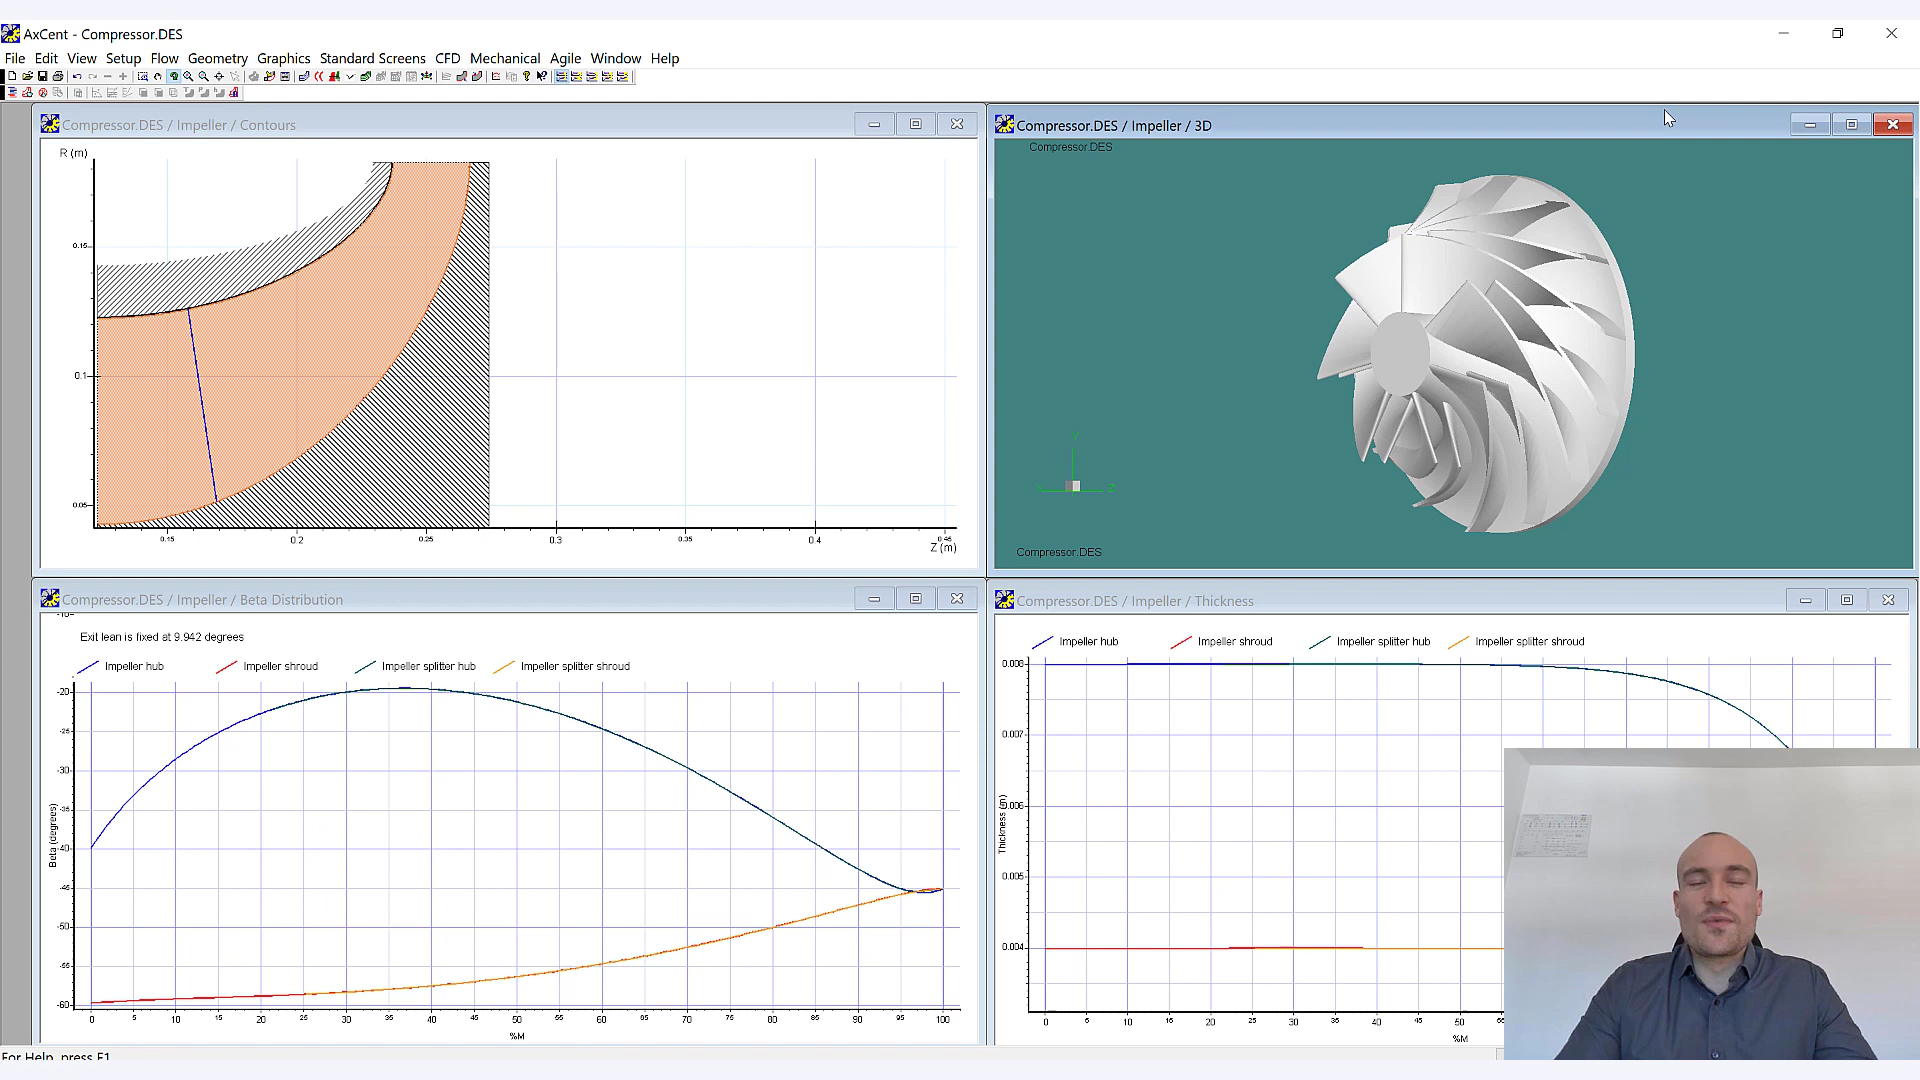 AxCent - Compressor.DES
File Edit View Setup Flow Geometry Graphics Standard Screens CFD Mechanical Agile Window Help
Compressor.DES / Impeller / Contours
R (m)
0.15
0.1
0.05
0.15 0.2 0.25 0.3 0.35 0.4 0.45
Z (m)
Compressor.DES / Impeller / 3D
Compressor.DES
Y
Z
Compressor.DES
Compressor.DES / Impeller / Beta Distribution
-10
Exit lean is fixed at 9.942 degrees
Impeller hub Impeller shroud Impeller splitter hub Impeller splitter shroud
-20
-25
-30
-35
-40
-45
-50
-55
-60
Beta (degrees)
0 5 10 15 20 25 30 35 40 45 50 55 60 65 70 75 80 85 90 95 100
%M
Compressor.DES / Impeller / Thickness
Impeller hub Impeller shroud Impeller splitter hub Impeller splitter shroud
0.008
0.007
0.006
0.005
0.004
Thickness (m)
0 5 10 15 20 25 30 35 40 45 50
%M
For Help, press F1